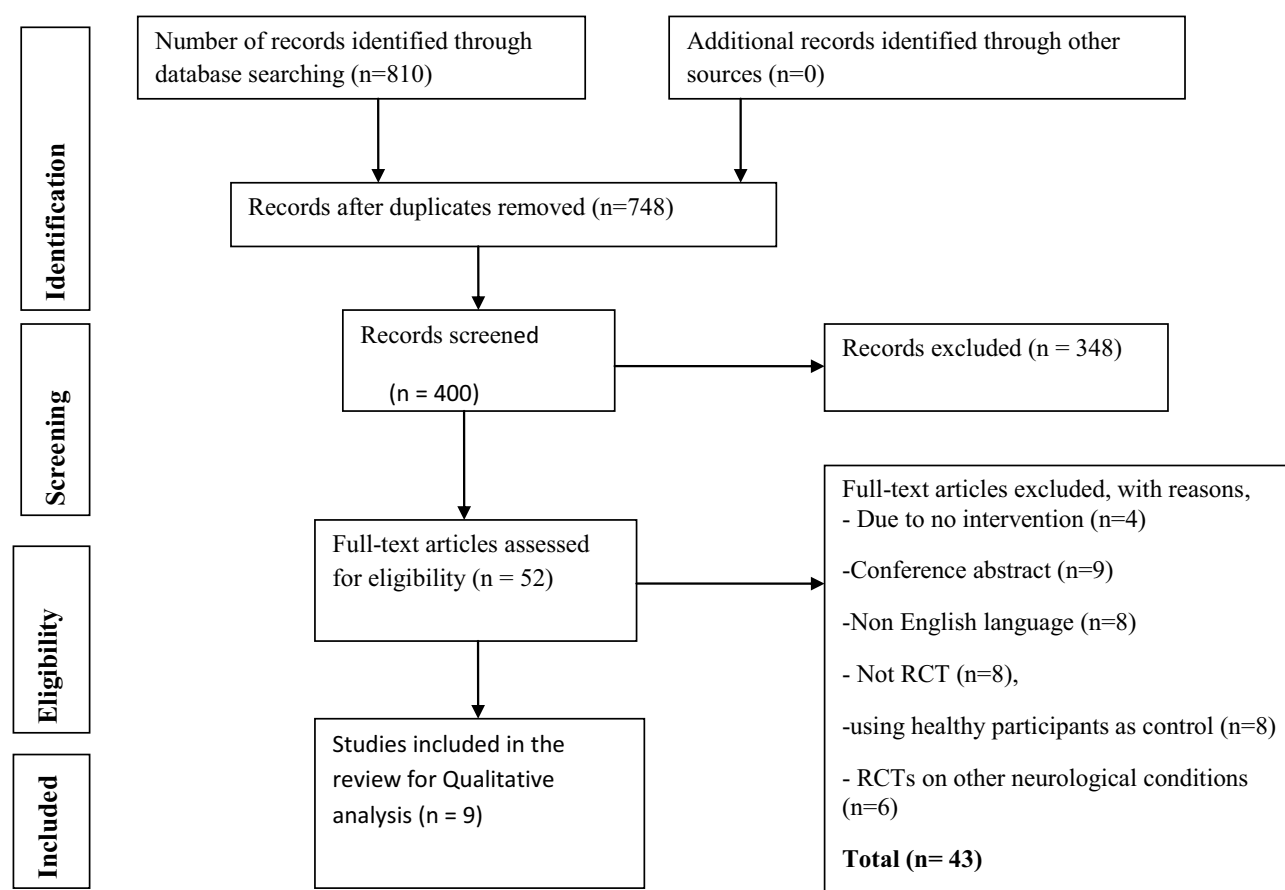 Number of records identified through
database searching (n=810)
Additional records identified through other
sources (n=0)
Records after duplicates removed (n=748)
Identification
Records screened
(n = 400)
Records excluded (n = 348)
Screening
Full-text articles assessed
for eligibility (n = 52)
Full-text articles excluded, with reasons,
- Due to no intervention (n=4)
-Conference abstract (n=9)
-Non English language (n=8)
- Not RCT (n=8),
-using healthy participants as control (n=8)
- RCTs on other neurological conditions
(n=6)
Total (n= 43)
Eligibility
Studies included in the
review for Qualitative
analysis (n = 9)
Included